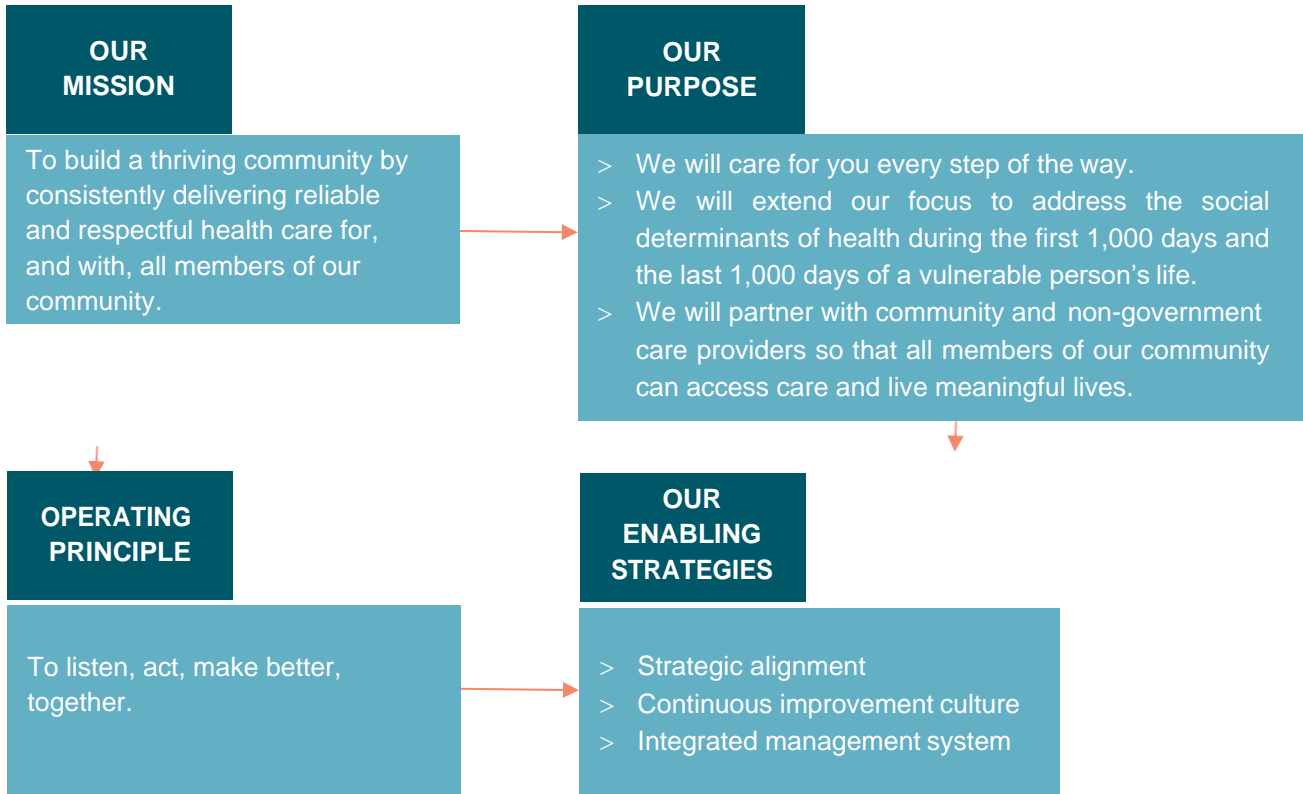 OUR
MISSION
To build a thriving community by
consistently delivering reliable
and respectful health care for,
and with, all members of our
community.
OUR
PURPOSE
> We will care for you every step of the way.
> We will extend our focus to address the social
determinants of health during the first 1,000 days and
the last 1,000 days of a vulnerable person’s life.
> We will partner with community and non-government
care providers so that all members of our community
can access care and live meaningful lives.
OPERATING
PRINCIPLE
To listen, act, make better,
together.
OUR
ENABLING
STRATEGIES
> Strategic alignment
> Continuous improvement culture
> Integrated management system